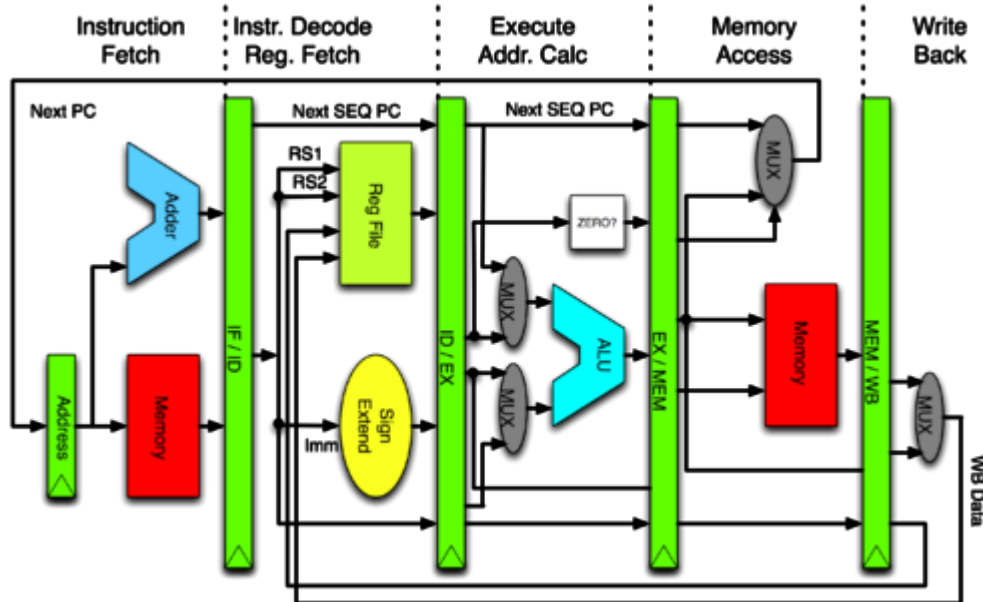 Instruction
Fetch
Instr. Decode
Reg. Fetch
Execute
Addr. Calc
Memory
Access
Write
Back
Next PC
Next SEQ PC
Next SEQ PC
RS1
RS2
Reg File
MUX
Adder
ZERO?
IF / ID
ID / EX
MUX
ALU
EX / MEM
Memory
MEM / WB
Address
Memory
Sign
Extend
Imm
MUX
MUX
WB Data